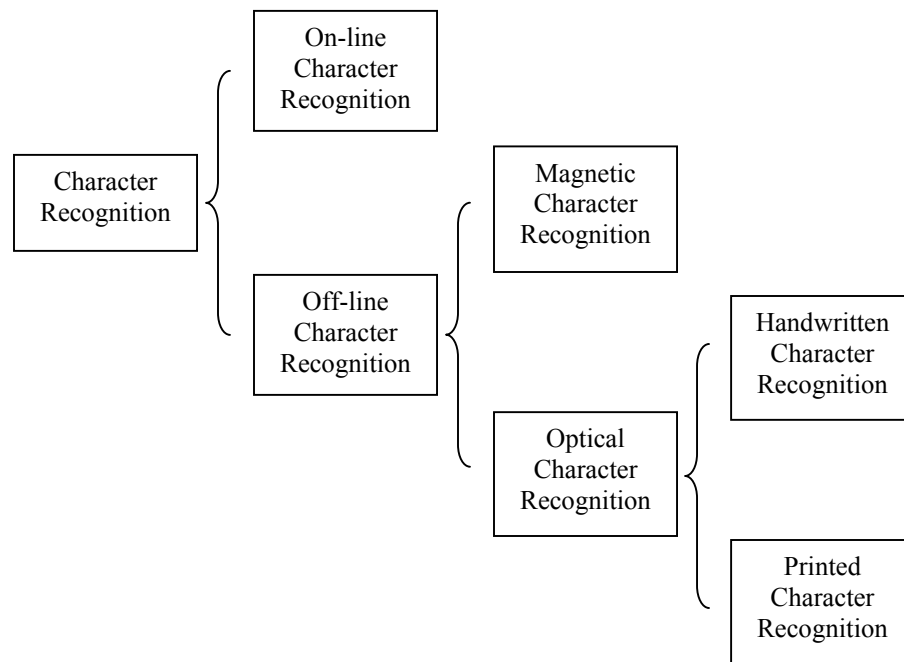 On-line
Character
Recognition
Character
Recognition
Magnetic
Character
Recognition
Off-line
Character
Recognition
Handwritten
Character
Recognition
Optical
Character
Recognition
Printed
Character
Recognition